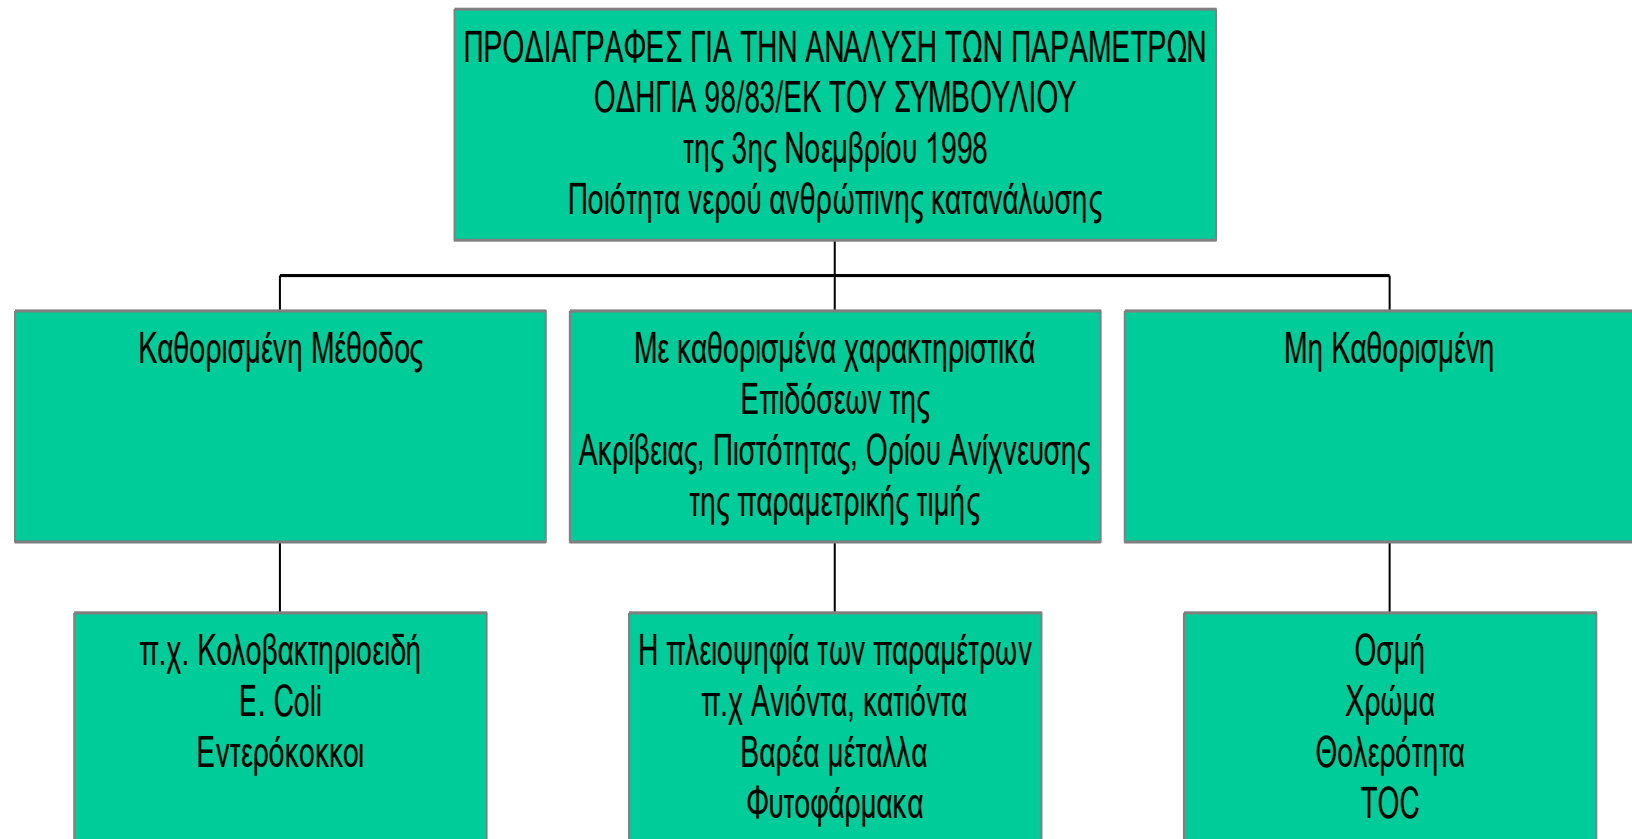 ΠΡΟΔΙΑΓΡΑΦΕΣ ΓΙΑ ΤΗΝ ΑΝΑΛΥΣΗ ΤΩΝ ΠΑΡΑΜΕΤΡΩΝ
ΟΔΗΓΙΑ 98/83/ΕΚ ΤΟΥ ΣΥΜΒΟΥΛΙΟΥ
της 3ης Νοεμβρίου 1998
Ποιότητα νερού ανθρώπινης κατανάλωσης
Καθορισμένη Μέθοδος
Με καθορισμένα χαρακτηριστικά
Επιδόσεων της
Ακρίβειας, Πιστότητας, Ορίου Ανίχνευσης
της παραμετρικής τιμής
Μη Καθορισμένη
π.χ. Κολοβακτηριοειδή
E. Coli
Εντερόκοκκοι
Η πλειοψηφία των παραμέτρων
π.χ Ανιόντα, κατιόντα
Βαρέα μέταλλα
Φυτοφάρμακα
Οσμή
Χρώμα
Θολερότητα
TOC